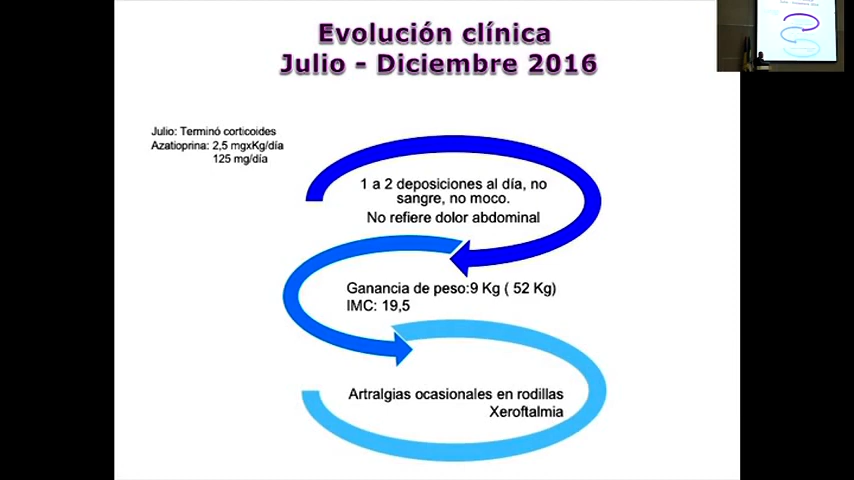 Evolución clínica
Julio - Diciembre 2016
Julio: Terminó corticoides
Azatioprina: 2,5 mgxKg/día
125 mg/día
1 a 2 deposiciones al día, no
sangre, no moco.
No refiere dolor abdominal
Ganancia de peso:9 Kg ( 52 Kg)
IMC: 19,5
Artralgias ocasionales en rodillas
Xeroftalmia